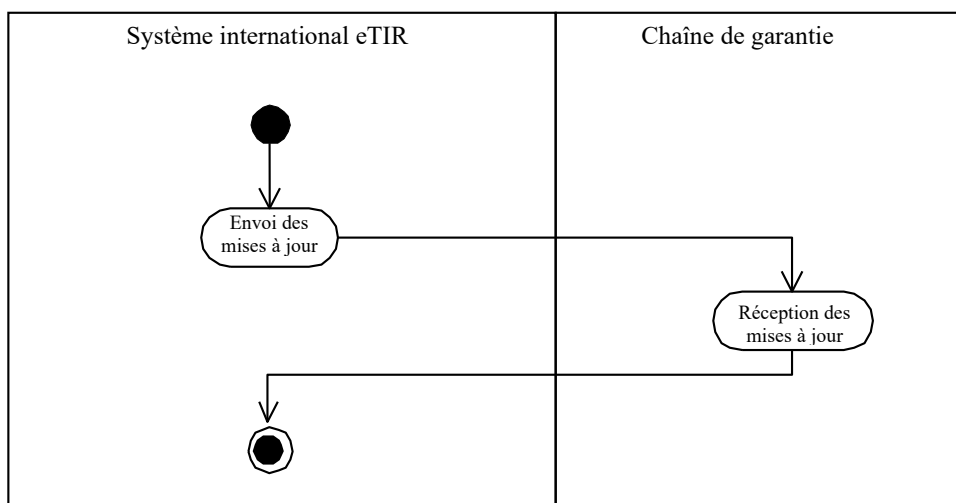 Système international eTIR
Chaîne de garantie
Envoi des
mises à jour
Réception des
mises à jour